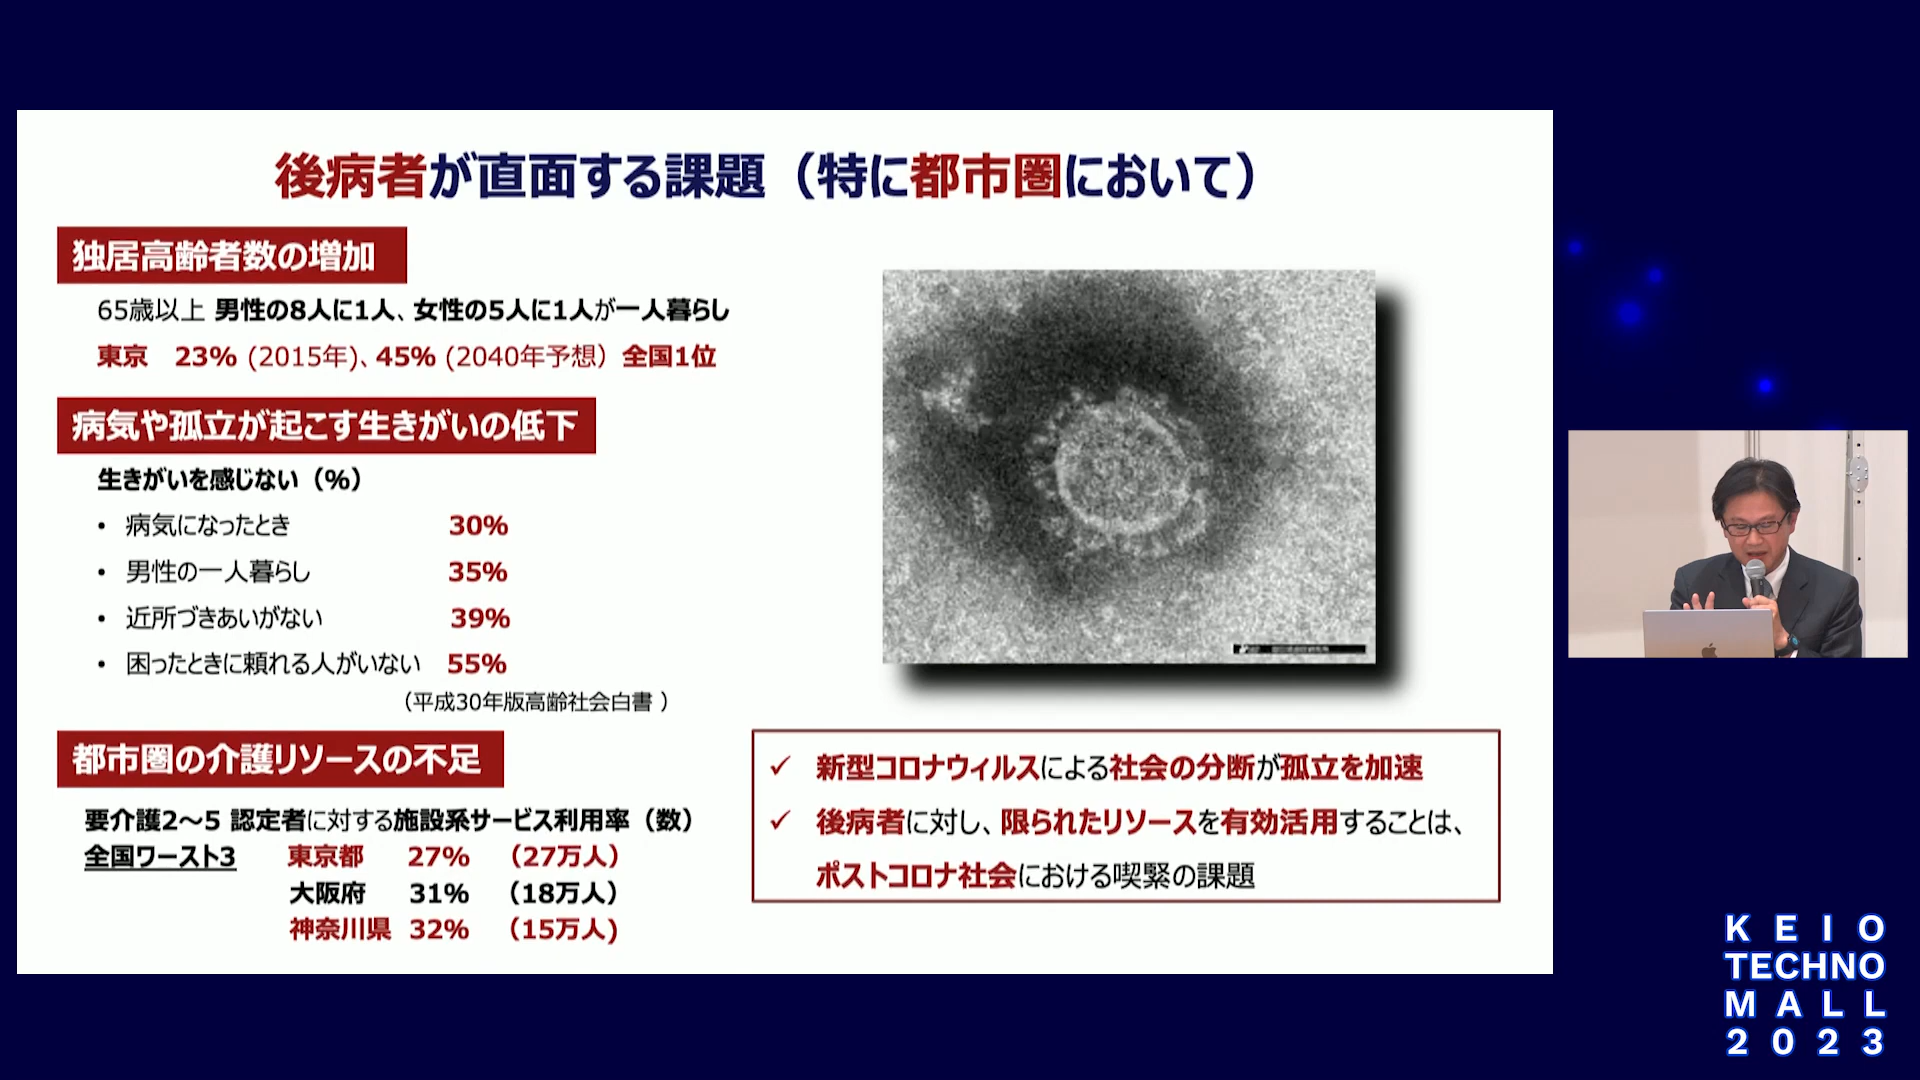 後病者が直面する課題（特に都市圏において）
独居高齢者数の増加
65歳以上 男性の8人に1人、女性の5人に1人が一人暮らし
東京 23% (2015年)、45% (2040年予想） 全国1位
病気や孤立が起こす生きがいの低下
生きがいを感じない（%）
• 病気になったとき 30%
• 男性の一人暮らし 35%
• 近所づきあいがない 39%
• 困ったときに頼れる人がいない 55%
（平成30年版高齢社会白書 ）
都市圏の介護リソースの不足
要介護2～5 認定者に対する施設系サービス利用率（数）
全国ワースト3 東京都 27% （27万人）
大阪府 31% （18万人）
神奈川県 32% （15万人)
✓ 新型コロナウィルスによる社会の分断が孤立を加速
✓ 後病者に対し、限られたリソースを有効活用することは、
ポストコロナ社会における喫緊の課題
KEIO
TECHNO
MALL
2023